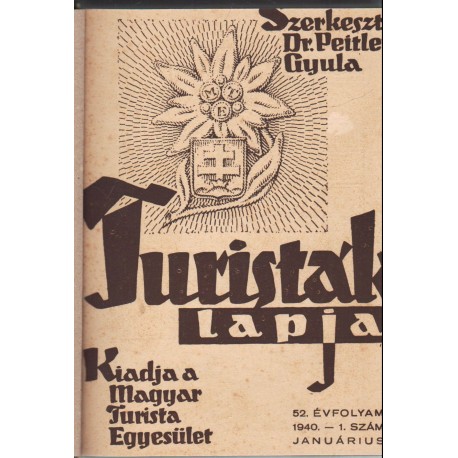 Szerkeszt
Dr. Peitle
Gyula
M T E
Turisták
lapja
Kiadja a
Magyar
Turista
Egyesület
52. ÉVFOLYAM
1940. — 1. SZÁM
JANUÁRIUS